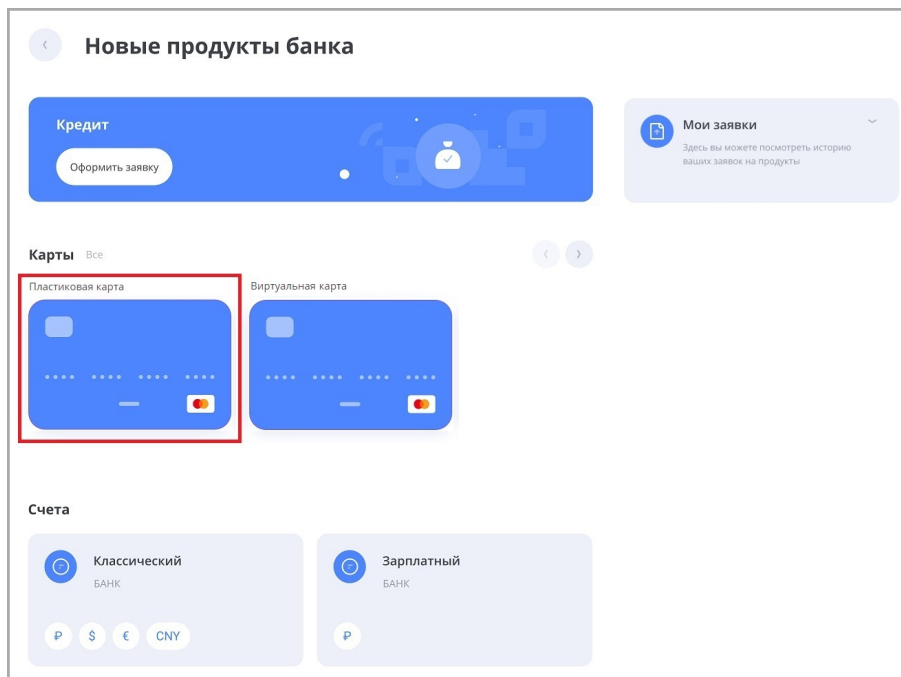 Новые продукты банка
Кредит
Оформить заявку
Мои заявки
Здесь вы можете посмотреть историю
ваших заявок на продукты
Карты Все
Пластиковая карта
Виртуальная карта
Счета
Классический
БАНК
₽ $ € CNY
Зарплатный
БАНК
₽